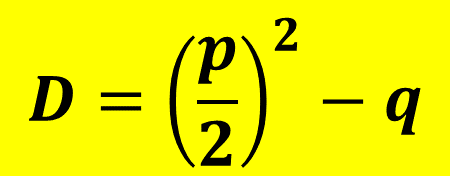 D = (p/2)² − q